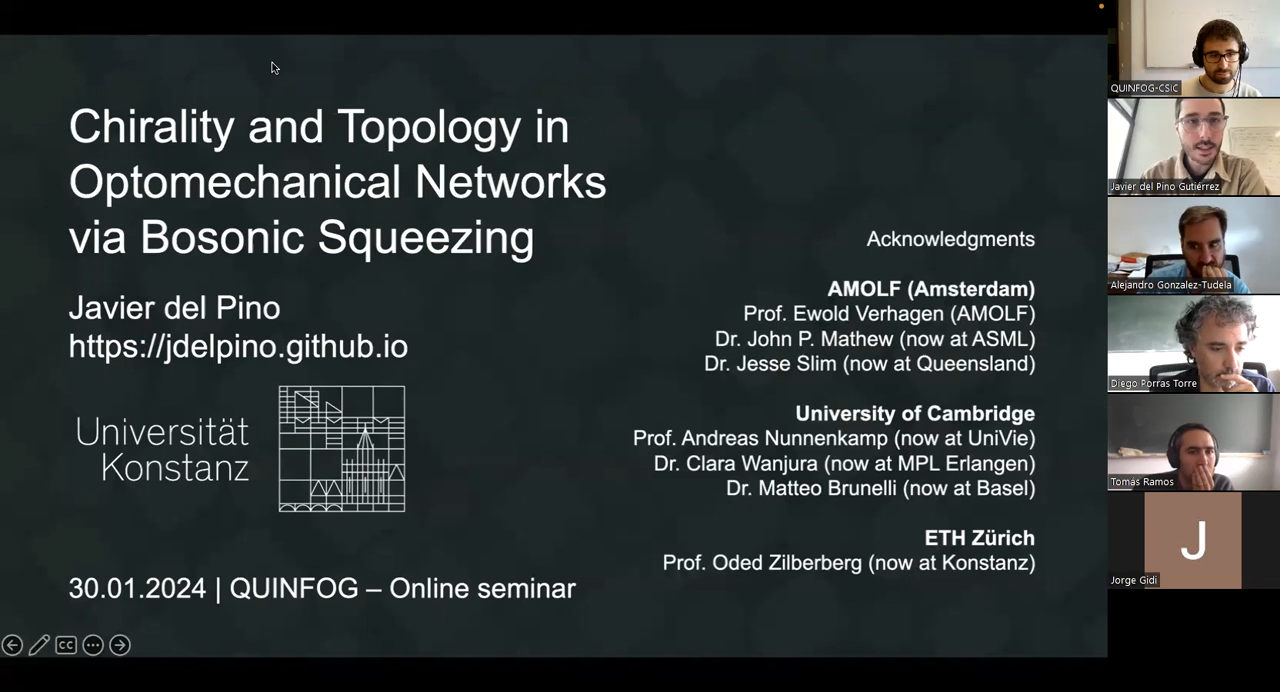 Chirality and Topology in
Optomechanical Networks
via Bosonic Squeezing
Javier del Pino
https://jdelpino.github.io
Universität
Konstanz
30.01.2024 | QUINFOG – Online seminar
Acknowledgments
AMOLF (Amsterdam)
Prof. Ewold Verhagen (AMOLF)
Dr. John P. Mathew (now at ASML)
Dr. Jesse Slim (now at Queensland)
University of Cambridge
Prof. Andreas Nunnenkamp (now at UniVie)
Dr. Clara Wanjura (now at MPL Erlangen)
Dr. Matteo Brunelli (now at Basel)
ETH Zürich
Prof. Oded Zilberberg (now at Konstanz)
CC
QUINFOG-CSIC
Javier del Pino Gutiérrez
Alejandro Gonzalez-Tudela
Diego Porras Torre
Tomás Ramos
J
Jorge Gidi